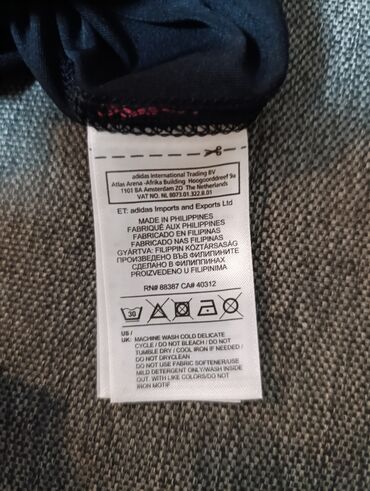 adidas International Trading BV
Atlas Arena -Afrika Building Hoogoorddreef 9a
1101 BA Amsterdam ZO The Netherlands
VAT NO. NL 8073.01.322.B.01
ET: adidas Imports and Exports Ltd
MADE IN PHILIPPINES
FABRIQUÉ AUX PHILIPPINES
FABRICADO EN FILIPINAS
FABRICADO NAS FILIPINAS
GYÁRTVA: FILIPPIN KÖZTÁRSASÁG
ПРОИЗВЕДЕНО ВЪВ ФИЛИПИНИТЕ
СДЕЛАНО В ФИЛИППИНАХ
PROIZVEDENO U FILIPINIMA
RN# 88387 CA# 40312
30
US /
UK: MACHINE WASH COLD DELICATE
CYCLE / DO NOT BLEACH / DO NOT
TUMBLE DRY / COOL IRON IF NEEDED /
DO NOT DRYCLEAN
DO NOT USE FABRIC SOFTENER/USE
MILD DETERGENT ONLY/WASH INSIDE
OUT. WITH LIKE COLORS/DO NOT
IRON MOTIF